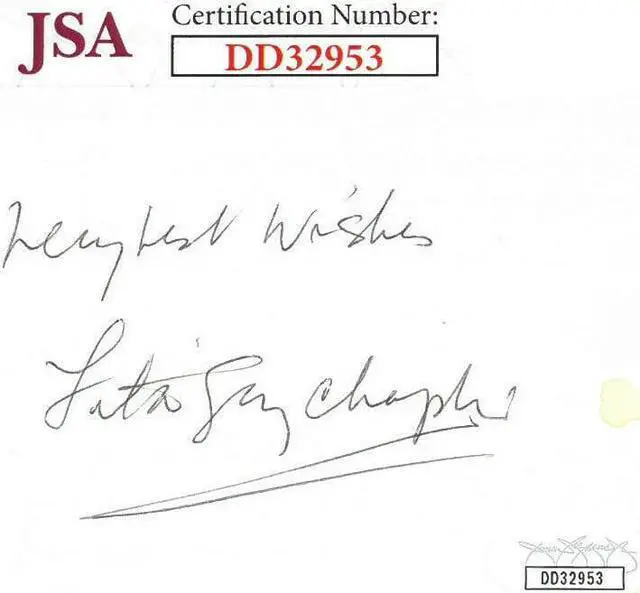 JSA
Certification Number:
DD32953
Very best Wishes
Lita Grey Chaplin
DD32953